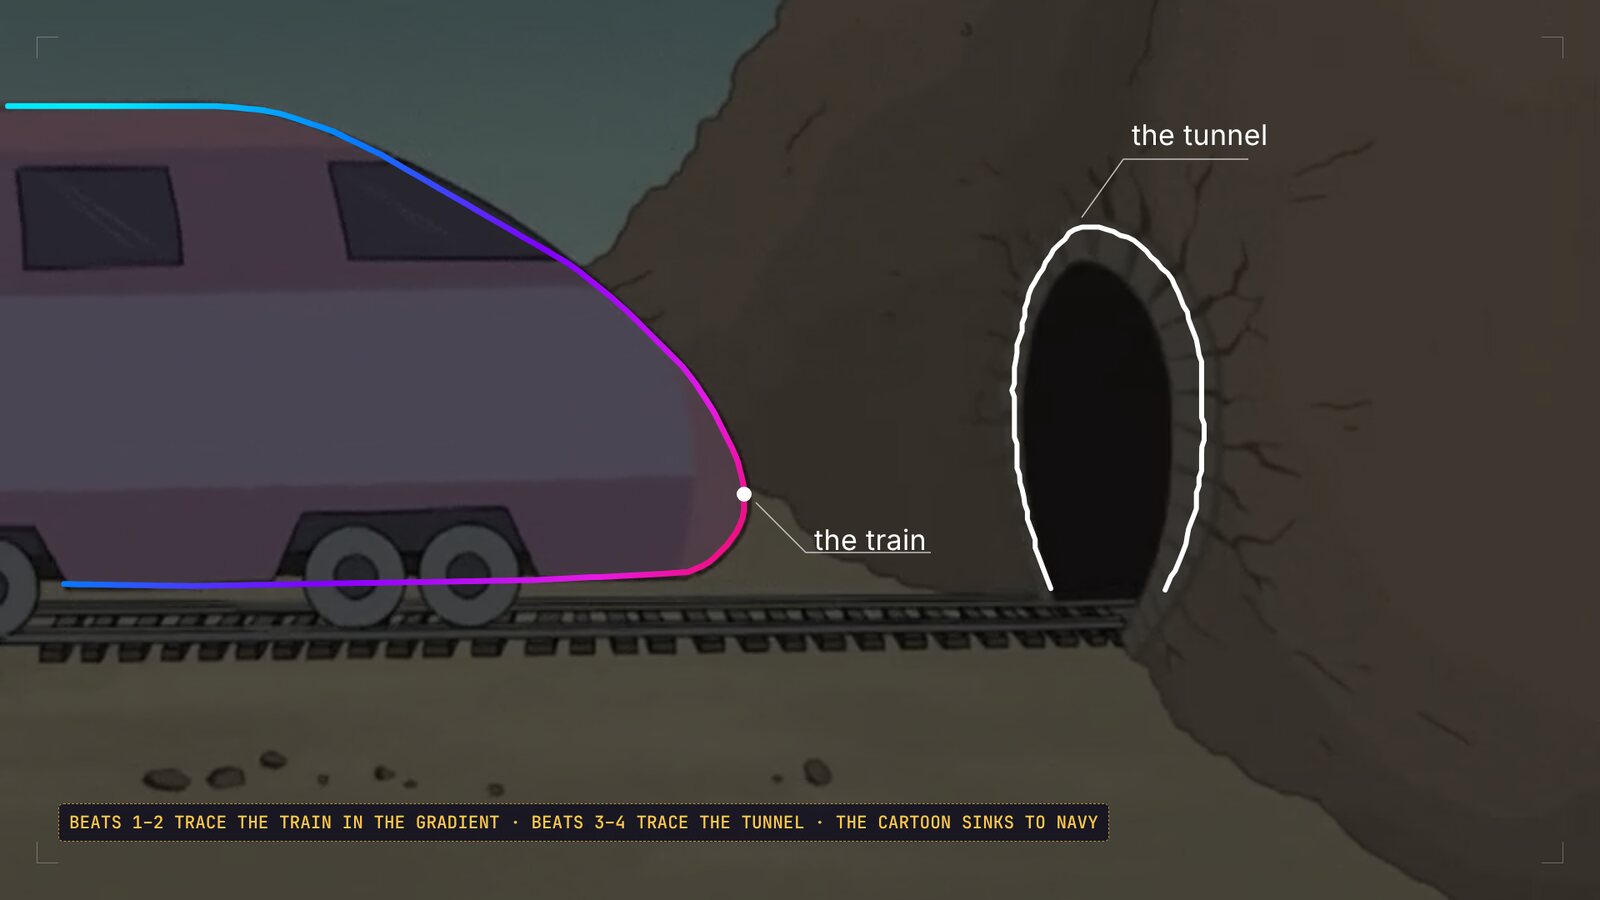 the tunnel
the train
BEATS 1–2 TRACE THE TRAIN IN THE GRADIENT · BEATS 3–4 TRACE THE TUNNEL · THE CARTOON SINKS TO NAVY